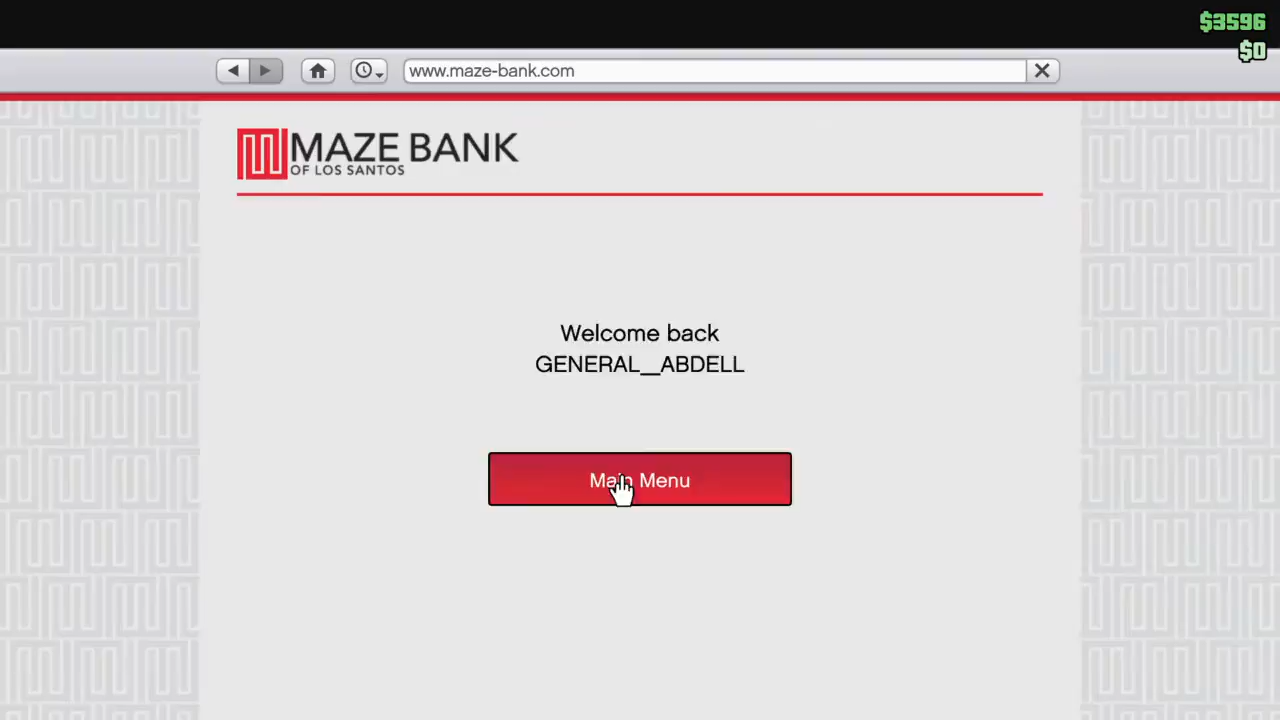 $3596
$0
www.maze-bank.com
MAZE BANK
OF LOS SANTOS
Welcome back
GENERAL__ABDELL
Main Menu